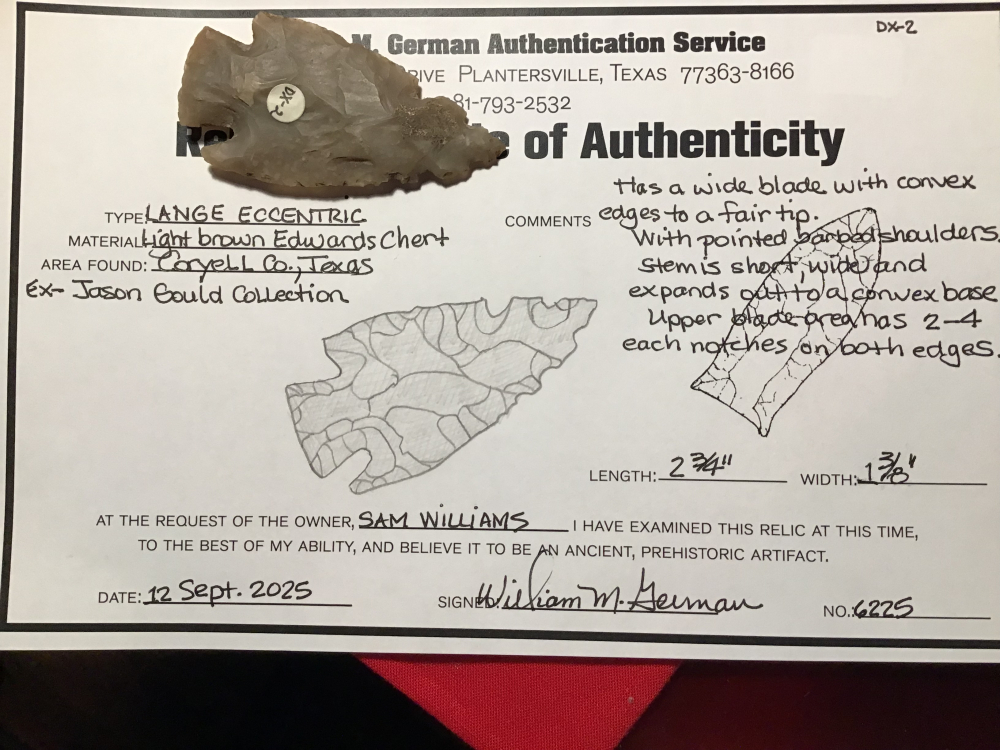 DX-2
M. German Authentication Service
PLANTERSVILLE, TEXAS 77363-8166
81-793-2532
DX-2
of Authenticity
Has a wide blade with convex
TYPE: LANGE ECCENTRIC
COMMENTS edges to a fair tip.
MATERIAL: Light brown Edwards Chert
With pointed barbed shoulders.
AREA FOUND: Coryell Co., Texas
Stem is short, wide and
Ex- Jason Gould Collection
expands out to a convex base
Upper blade area has 2-4
each notches on both edges.
LENGTH: 2 3/4" WIDTH: 1 3/8"
AT THE REQUEST OF THE OWNER, SAM WILLIAMS I HAVE EXAMINED THIS RELIC AT THIS TIME,
TO THE BEST OF MY ABILITY, AND BELIEVE IT TO BE AN ANCIENT, PREHISTORIC ARTIFACT.
DATE: 12 Sept. 2025 SIGNED: William M. German NO.: 6225